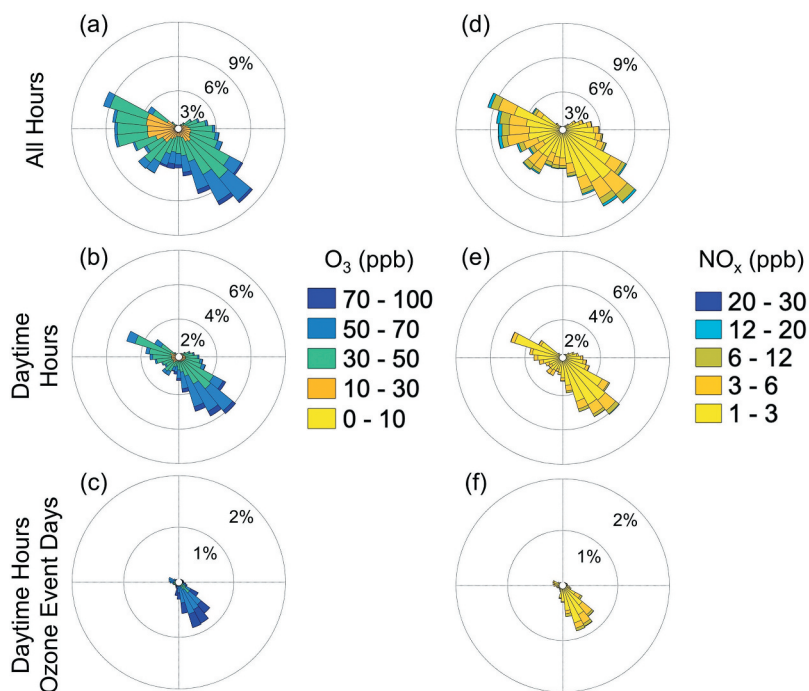 (a)
(d)
All Hours
3%
6%
9%
3%
6%
9%
(b)
(e)
Daytime
Hours
2%
4%
6%
2%
4%
6%
O₃ (ppb)
70 - 100
50 - 70
30 - 50
10 - 30
0 - 10
NOₓ (ppb)
20 - 30
12 - 20
6 - 12
3 - 6
1 - 3
(c)
(f)
Daytime Hours
Ozone Event Days
1%
2%
1%
2%